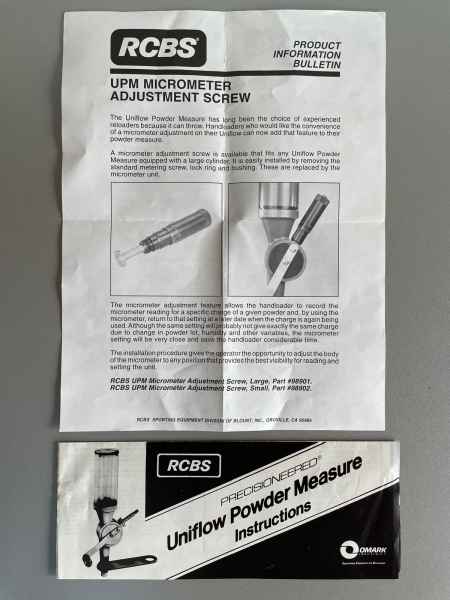 RCBS®
PRODUCT
INFORMATION
BULLETIN
UPM MICROMETER
ADJUSTMENT SCREW
The Uniflow Powder Measure has long been the choice of experienced
reloaders because it can throw. Handloaders who would like the convenience
of a micrometer adjustment on their Uniflow can now add that feature to their
powder measure.
A micrometer adjustment screw is available that fits any Uniflow Powder
Measure equipped with a large cylinder. It is easily installed by removing the
standard metering screw, lock ring and bushing. These are replaced by the
micrometer unit.
The micrometer adjustment feature allows the handloader to record the
micrometer reading for a specific charge of a given powder and, by using the
micrometer, return to that setting at a later date when the charge is again being
used. Although the same setting will probably not give exactly the same charge
due to change in powder lot, humidity and other variables, the micrometer
setting will be very close and save the handloader considerable time.
The installation procedure gives the operator the opportunity to adjust the body
of the micrometer to any position that provides the best visibility for reading and
setting the unit.
RCBS UPM Micrometer Adjustment Screw, Large, Part #98901.
RCBS UPM Micrometer Adjustment Screw, Small, Part #98902.
RCBS SPORTING EQUIPMENT DIVISION OF BLOUNT, INC., OROVILLE, CA 95965
RCBS
PRECISIONEERED®
Uniflow Powder Measure
Instructions
OMARK
INDUSTRIES
Sporting Equipment Division